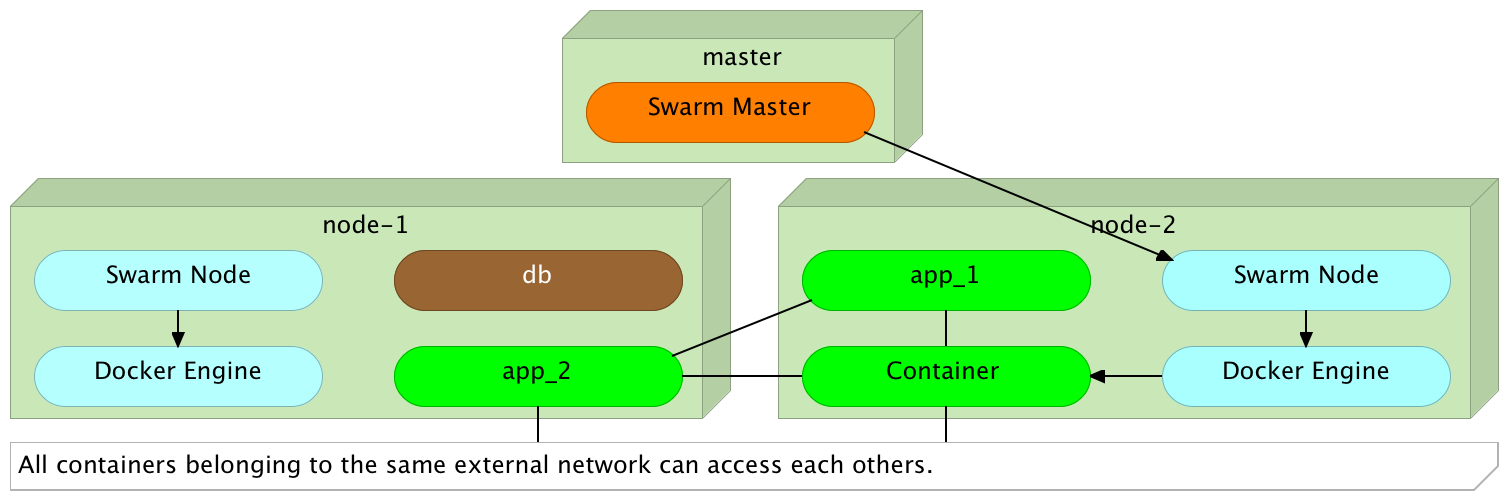 master
Swarm Master
node-1
Swarm Node
db
Docker Engine
app_2
node-2
app_1
Swarm Node
Container
Docker Engine
All containers belonging to the same external network can access each others.